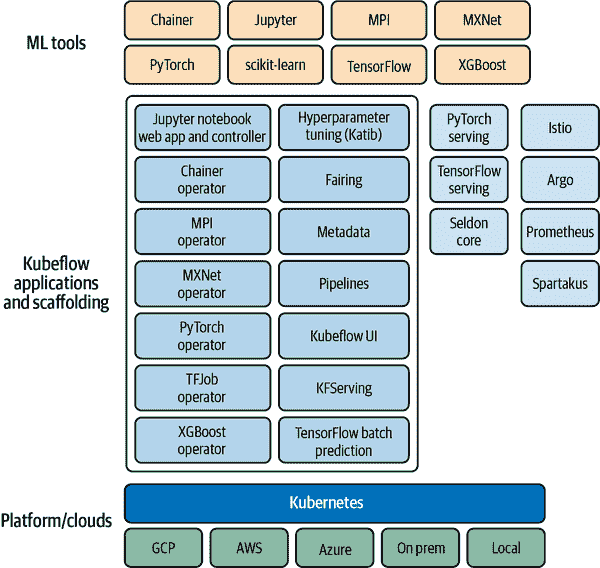 ML tools
Chainer
Jupyter
MPI
MXNet
PyTorch
scikit-learn
TensorFlow
XGBoost
Kubeflow
applications
and scaffolding
Jupyter notebook
web app and controller
Hyperparameter
tuning (Katib)
Chainer
operator
Fairing
MPI
operator
Metadata
MXNet
operator
Pipelines
PyTorch
operator
Kubeflow UI
TFJob
operator
KFServing
XGBoost
operator
TensorFlow batch
prediction
PyTorch
serving
Istio
TensorFlow
serving
Argo
Seldon
core
Prometheus
Spartakus
Platform/clouds
Kubernetes
GCP
AWS
Azure
On prem
Local